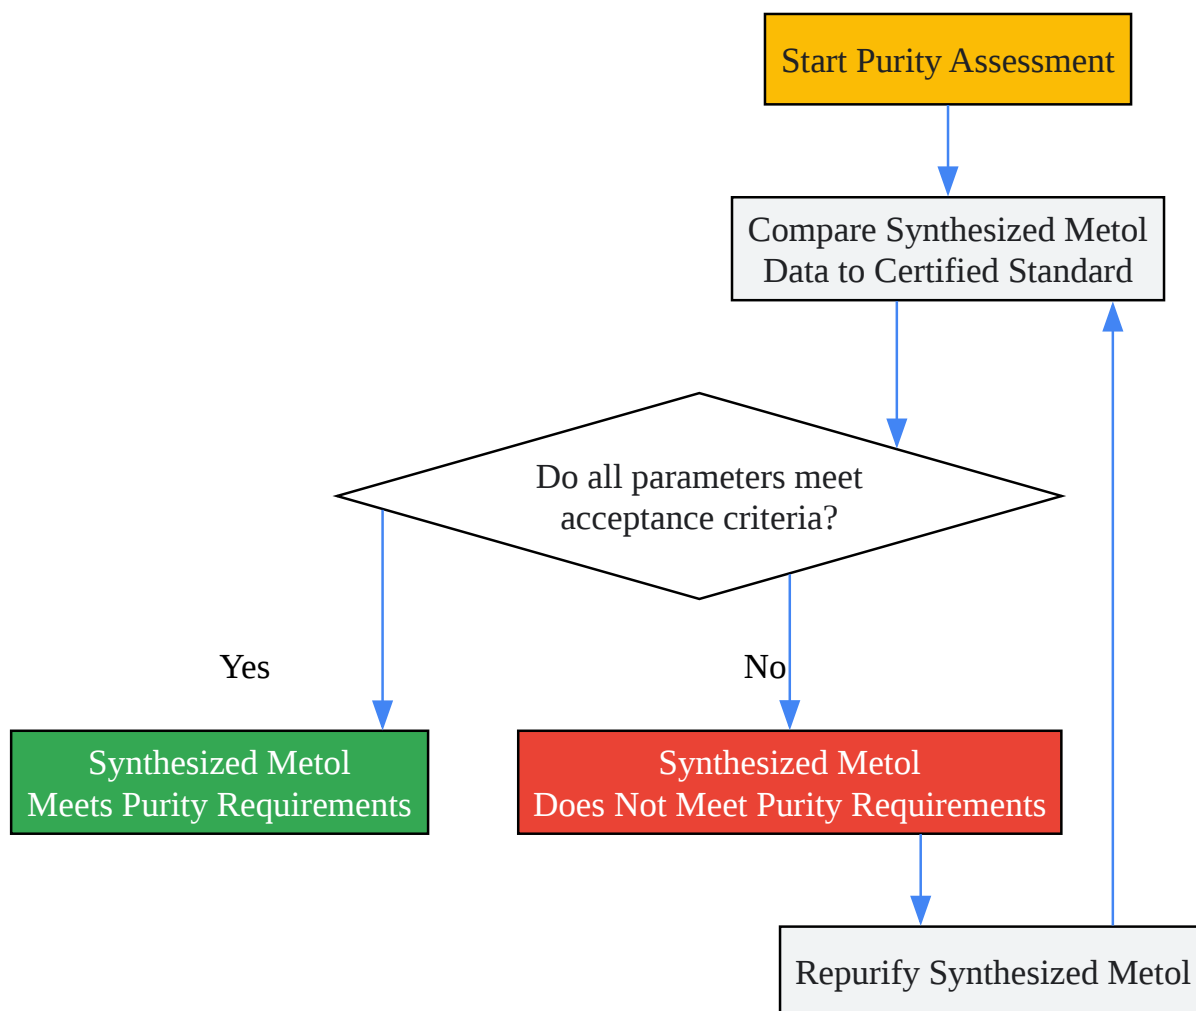 Start Purity Assessment
Compare Synthesized Metol
Data to Certified Standard
Do all parameters meet
acceptance criteria?
Yes
No
Synthesized Metol
Meets Purity Requirements
Synthesized Metol
Does Not Meet Purity Requirements
Repurify Synthesized Metol